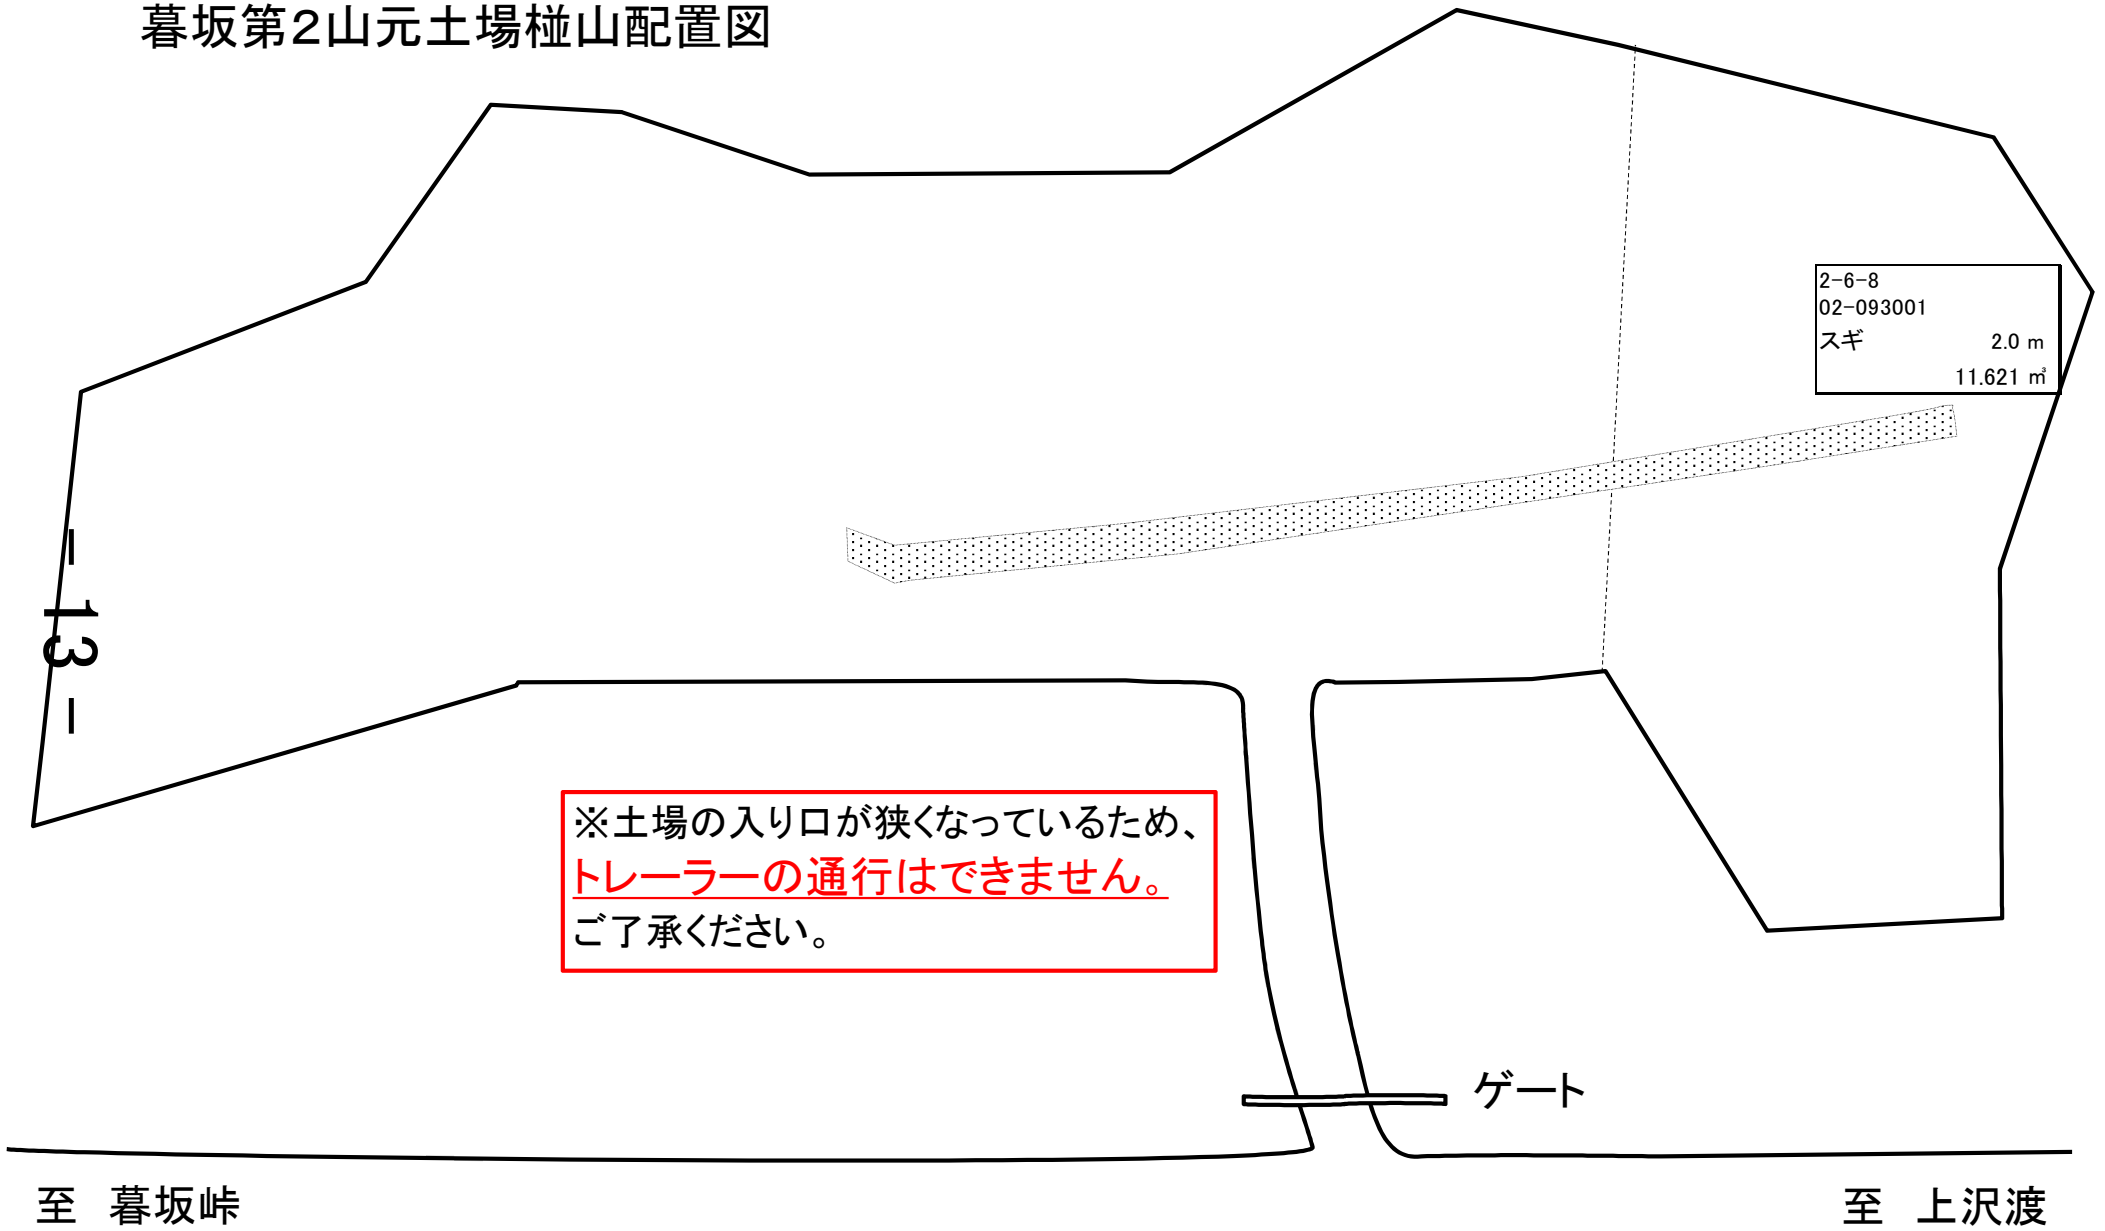 暮坂第2山元土場椪山配置図
2-6-8
02-093001
スギ 2.0 m
11.621 ㎥
- 13 -
※土場の入り口が狭くなっているため、
トレーラーの通行はできません。
ご了承ください。
ゲート
至 暮坂峠
至 上沢渡